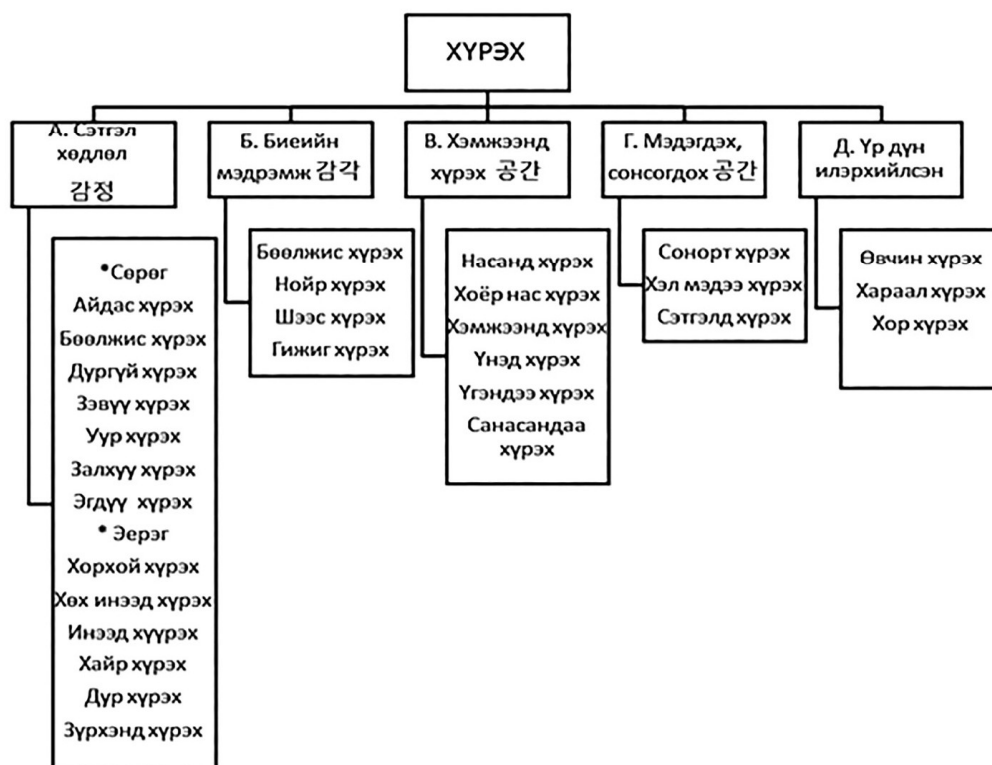 ХҮРЭХ
А. Сэтгэл
хөдлөл
감정
*Сөрөг
Айдас хүрэх
Бөөлжис хүрэх
Дургүй хүрэх
Зэвүү хүрэх
Уур хүрэх
Залхуу хүрэх
Эгдүү хүрэх
* Эерэг
Хорхой хүрэх
Хөх инээд хүрэх
Инээд хүүрэх
Хайр хүрэх
Дур хүрэх
Зүрхэнд хүрэх
Б. Биеийн
мэдрэмж 감각
Бөөлжис хүрэх
Нойр хүрэх
Шээс хүрэх
Гижиг хүрэх
В. Хэмжээнд
хүрэх 공간
Насанд хүрэх
Хоёр нас хүрэх
Хэмжээнд хүрэх
Үнэд хүрэх
Үгэндээ хүрэх
Санасандаа
хүрэх
Г. Мэдэгдэх,
сонсогдох 공간
Сонорт хүрэх
Хэл мэдээ хүрэх
Сэтгэлд хүрэх
Д. Үр дүн
илэрхийлсэн
Өвчин хүрэх
Хараал хүрэх
Хор хүрэх